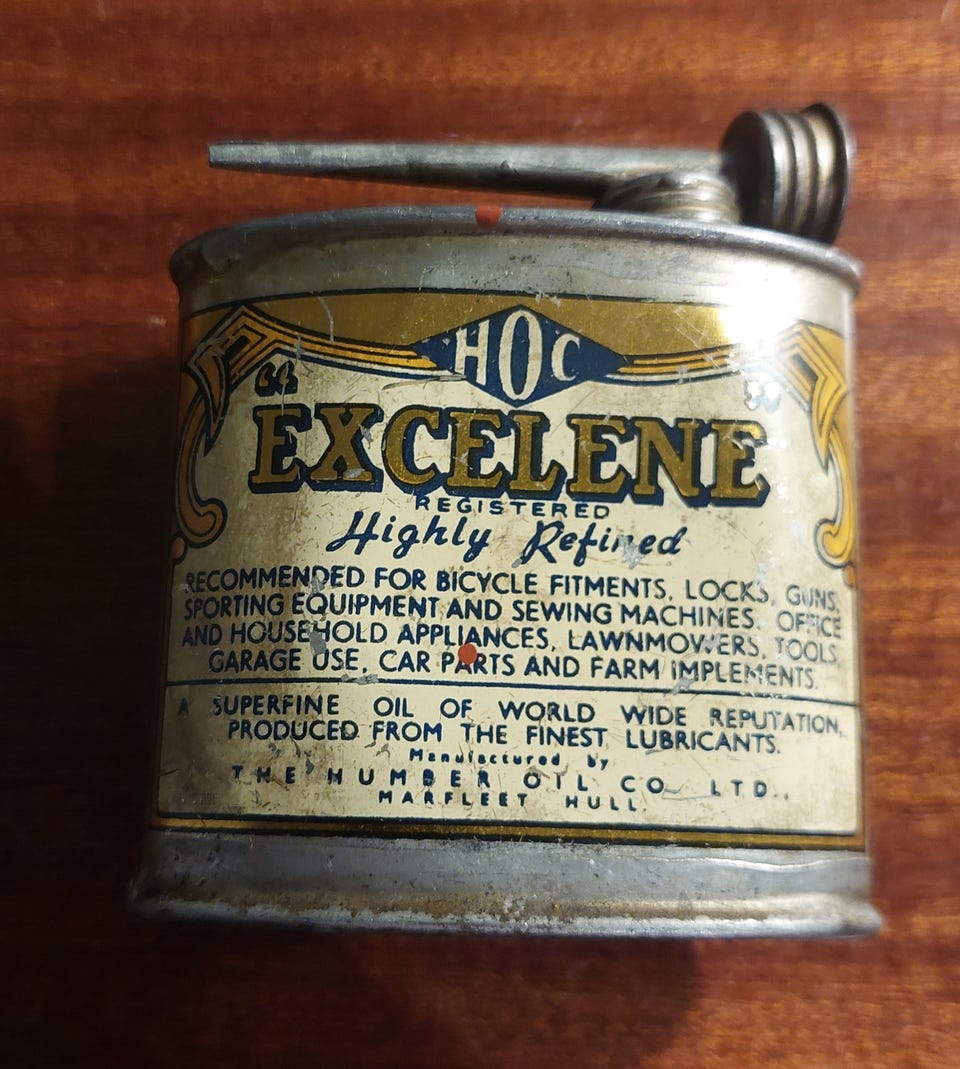 HOC
"EXCELENE"
REGISTERED
Highly Refined
RECOMMENDED FOR BICYCLE FITMENTS, LOCKS, GUNS,
SPORTING EQUIPMENT AND SEWING MACHINES. OFFICE
AND HOUSEHOLD APPLIANCES, LAWNMOWERS, TOOLS,
GARAGE USE, CAR PARTS AND FARM IMPLEMENTS.
A SUPERFINE OIL OF WORLD WIDE REPUTATION,
PRODUCED FROM THE FINEST LUBRICANTS.
Manufactured by
THE HUMBER OIL CO. LTD.,
MARFLEET HULL